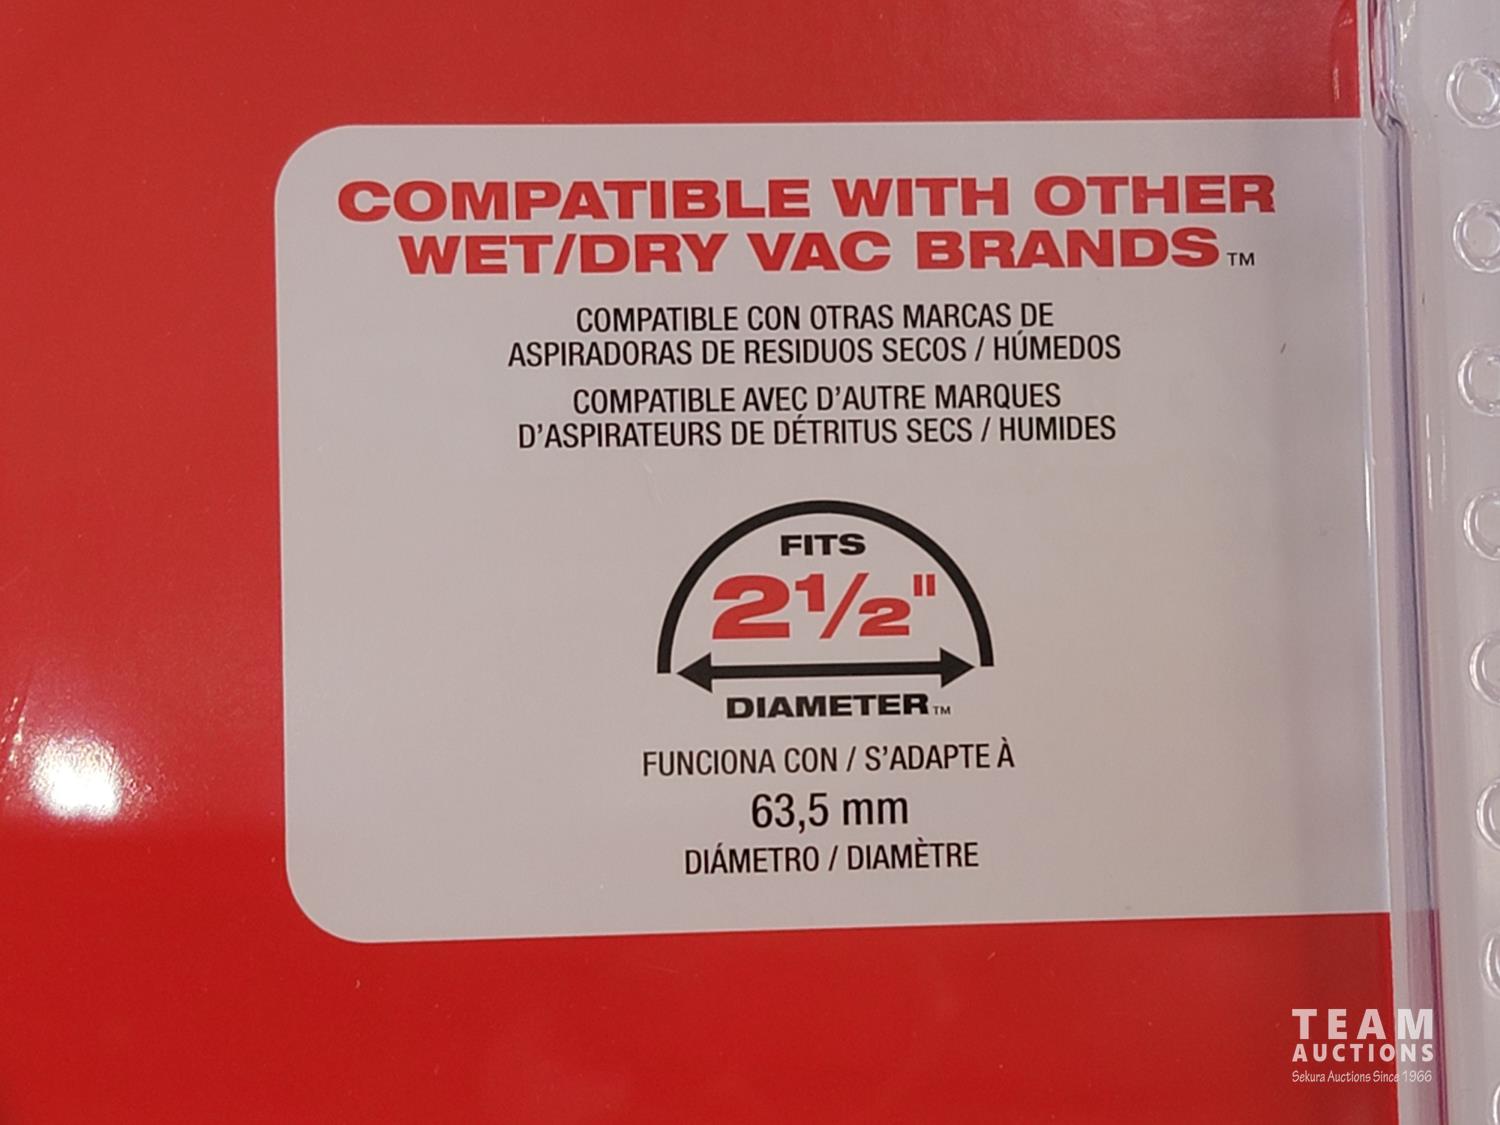 COMPATIBLE WITH OTHER
WET/DRY VAC BRANDS™
COMPATIBLE CON OTRAS MARCAS DE
ASPIRADORAS DE RESIDUOS SECOS / HÚMEDOS
COMPATIBLE AVEC D'AUTRE MARQUES
D'ASPIRATEURS DE DÉTRITUS SECS / HUMIDES
FITS
2½"
DIAMETER™
FUNCIONA CON / S'ADAPTE À
63,5 mm
DIÁMETRO / DIAMÈTRE
TEAM
AUCTIONS
Sekura Auctions Since 1966